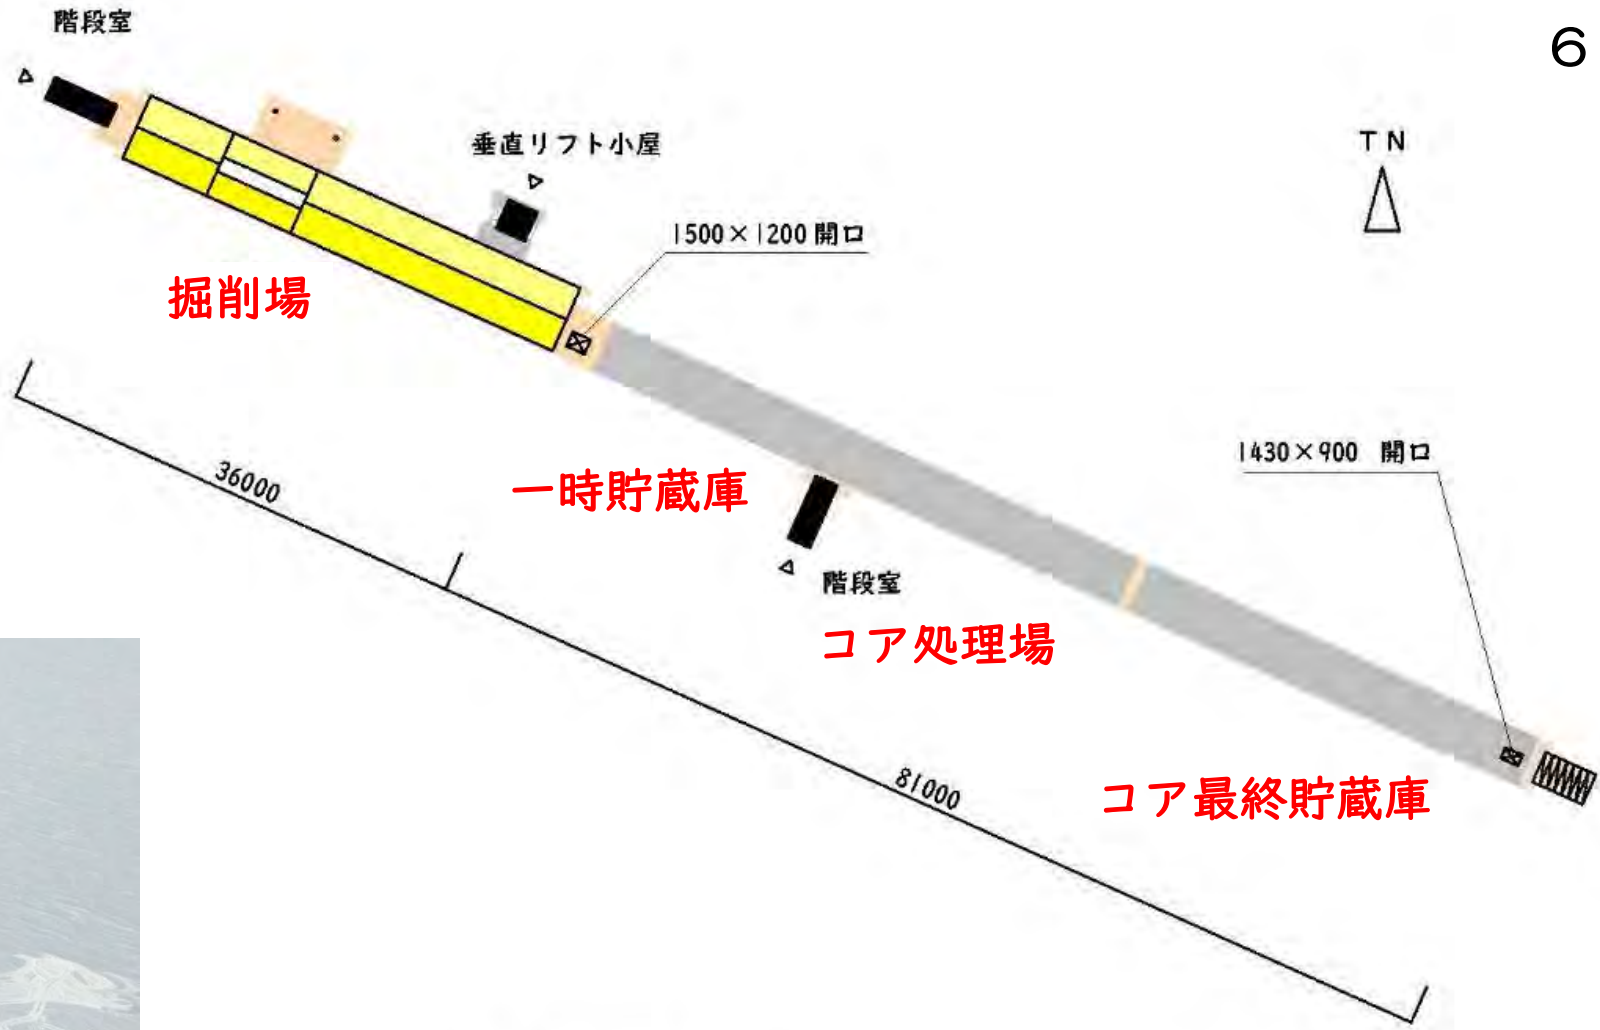 階段室
6
垂直リフト小屋
TN
1500×1200 開口
掘削場
1430×900 開口
36000
一時貯蔵庫
階段室
コア処理場
81000
コア最終貯蔵庫